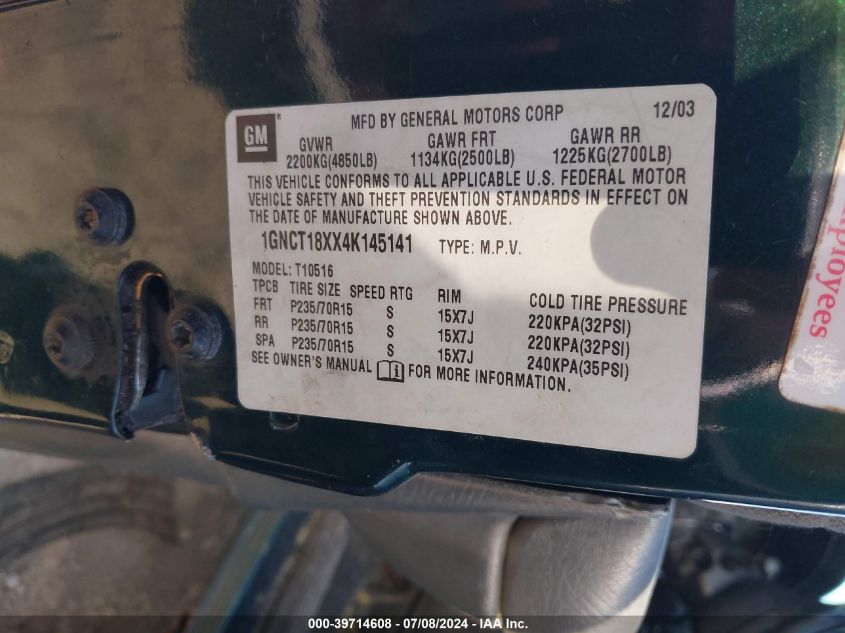 MFD BY GENERAL MOTORS CORP 12/03
GM
GVWR GAWR FRT GAWR RR
2200KG(4850LB) 1134KG(2500LB) 1225KG(2700LB)
THIS VEHICLE CONFORMS TO ALL APPLICABLE U.S. FEDERAL MOTOR
VEHICLE SAFETY AND THEFT PREVENTION STANDARDS IN EFFECT ON
THE DATE OF MANUFACTURE SHOWN ABOVE.
1GNCT18XX4K145141 TYPE: M.P.V.
MODEL: T10516
TPCB TIRE SIZE SPEED RTG RIM COLD TIRE PRESSURE
FRT P235/70R15 S 15X7J 220KPA(32PSI)
RR P235/70R15 S 15X7J 220KPA(32PSI)
SPA P235/70R15 S 15X7J 240KPA(35PSI)
SEE OWNER'S MANUAL FOR MORE INFORMATION.
000-39714608 - 07/08/2024 - IAA Inc.